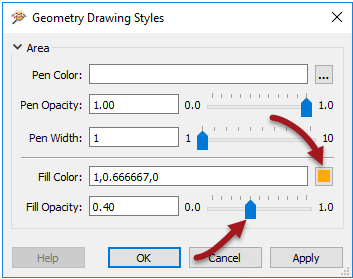 Geometry Drawing Styles
Area
Pen Color: ...
Pen Opacity: 1.00 0.0 1.0
Pen Width: 1 1 10
Fill Color: 1,0.666667,0
Fill Opacity: 0.40 0.0 1.0
Help OK Cancel Apply